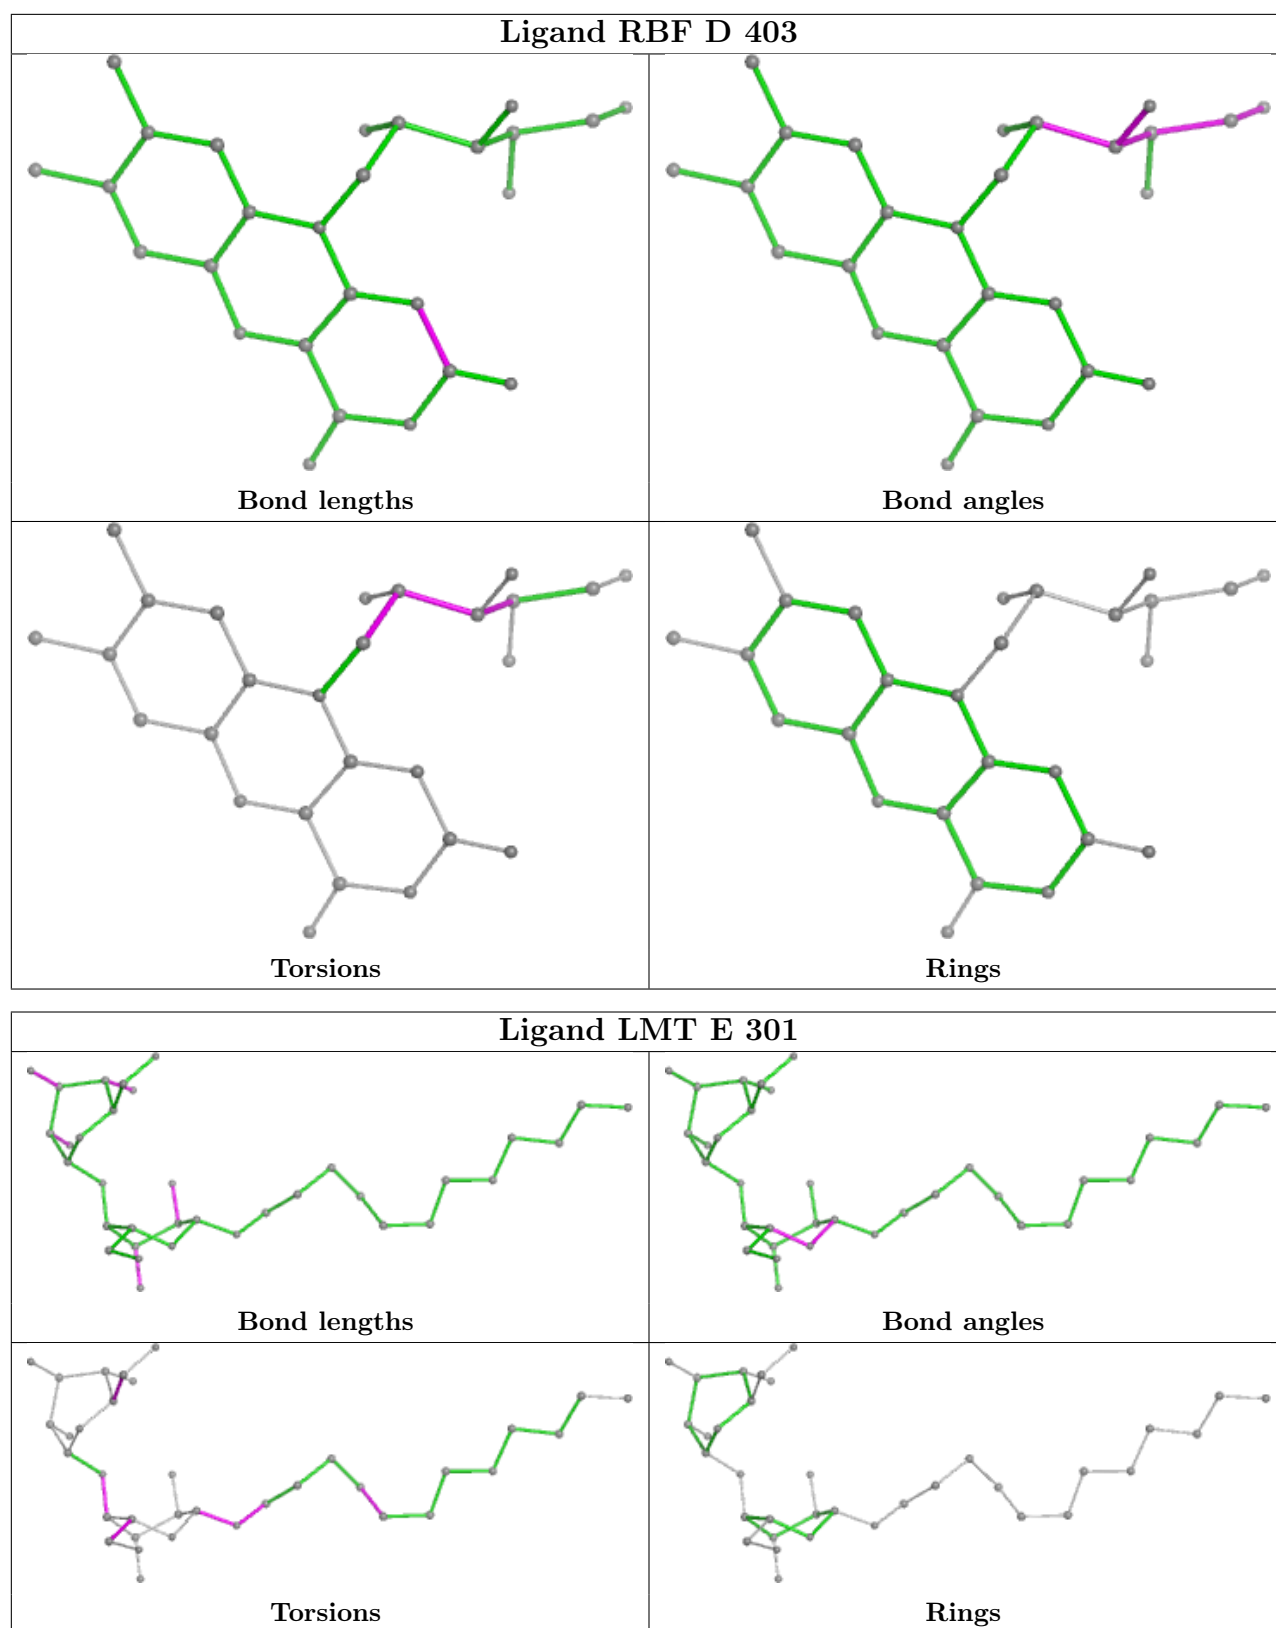 Ligand RBF D 403
Bond lengths
Bond angles
Torsions
Rings
Ligand LMT E 301
Bond lengths
Bond angles
Torsions
Rings